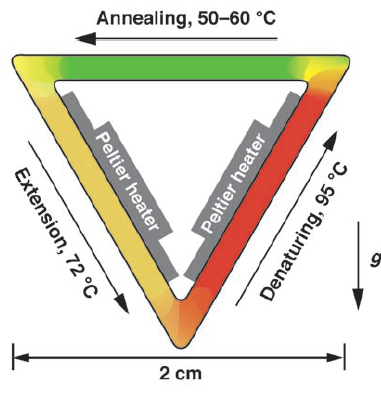 Annealing, 50–60 °C
Peltier heater
Peltier heater
Extension, 72 °C
Denaturing, 95 °C
g
2 cm